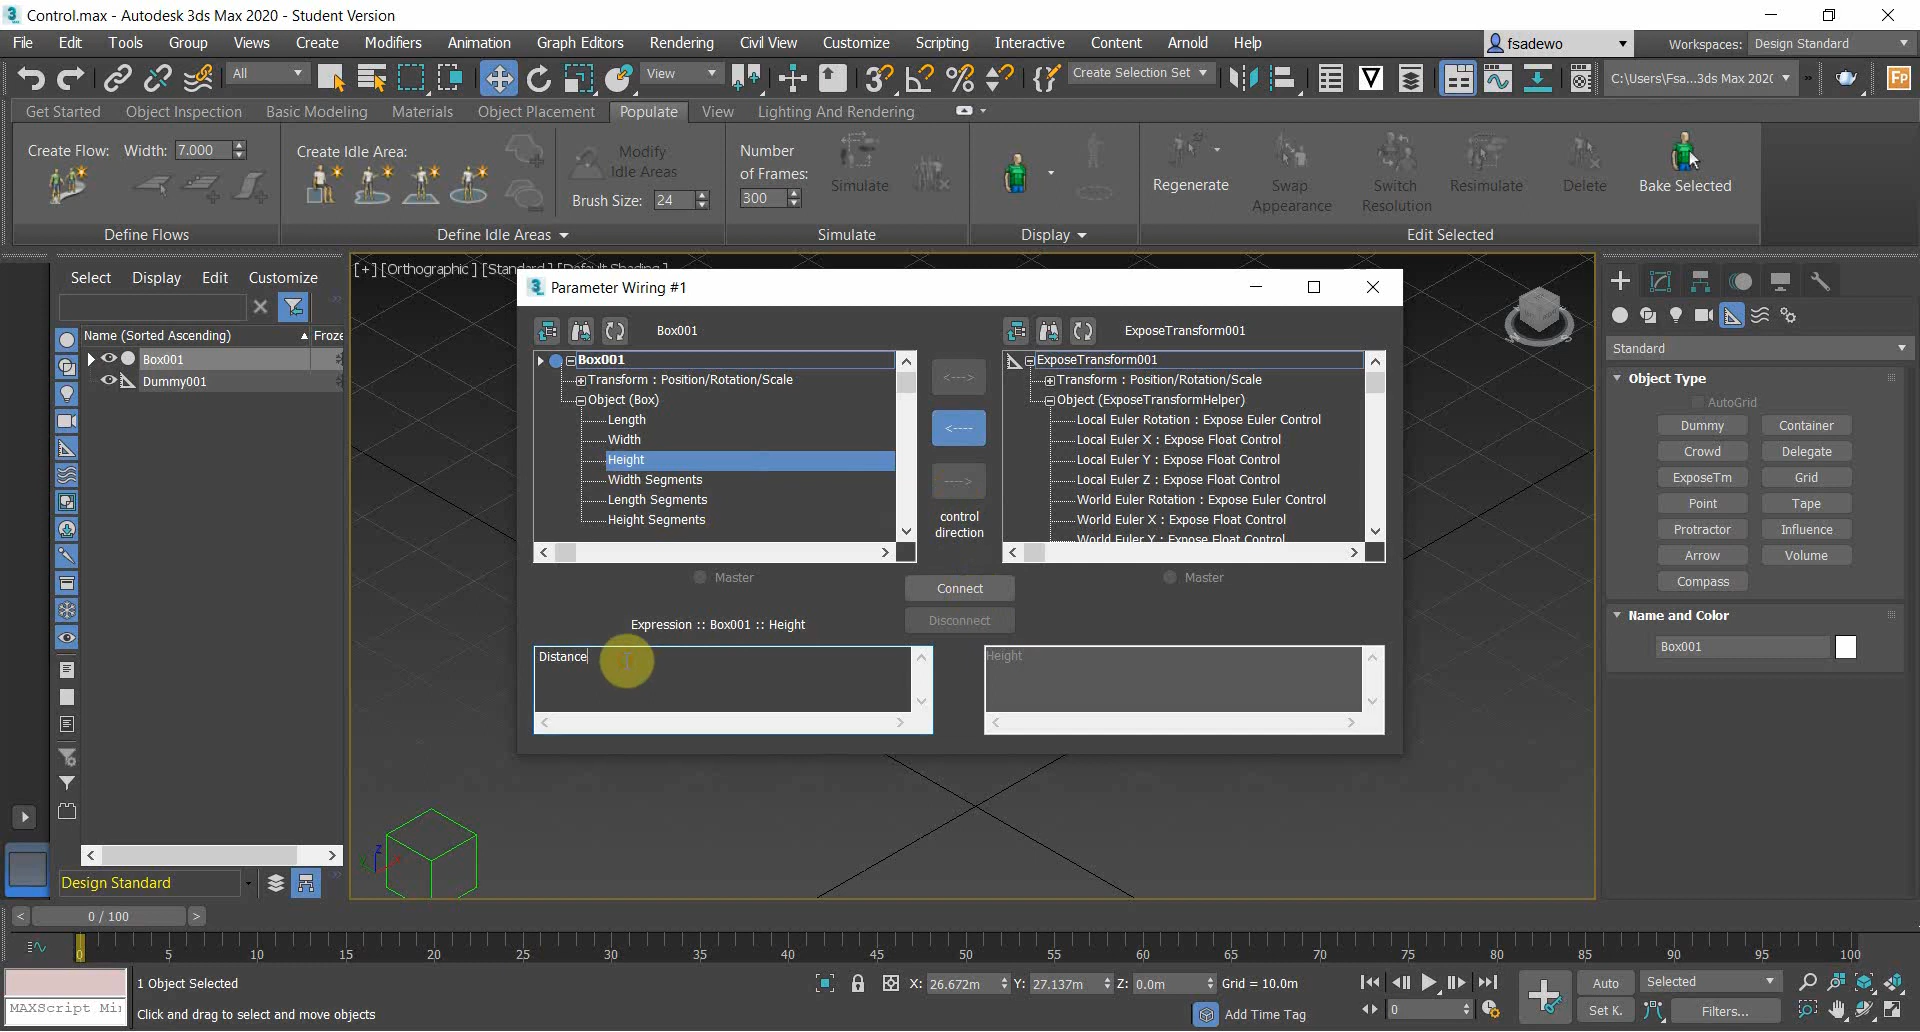 Control.max - Autodesk 3ds Max 2020 - Student Version
File Edit Tools Group Views Create Modifiers Animation Graph Editors Rendering Civil View Customize Scripting Interactive Content Arnold Help
fsadewo
Workspaces: Design Standard
All
View
Create Selection Set
C:\Users\Fsa...3ds Max 202(
Get Started Object Inspection Basic Modeling Materials Object Placement Populate View Lighting And Rendering
Create Flow: Width: 7.000
Define Flows
Create Idle Area:
Modify
Idle Areas
Brush Size: 24
Define Idle Areas
Number
of Frames:
300
Simulate
Simulate
Display
Regenerate
Swap
Appearance
Switch
Resolution
Resimulate
Delete
Bake Selected
Edit Selected
Select Display Edit Customize
Name (Sorted Ascending) Froze
Box001
Dummy001
Design Standard
[+] [Orthographic ] [Standard ] [Default Shading ]
Parameter Wiring #1
Box001
Box001
Transform : Position/Rotation/Scale
Object (Box)
Length
Width
Height
Width Segments
Length Segments
Height Segments
Master
<--->
<----
---->
control
direction
Connect
Disconnect
ExposeTransform001
ExposeTransform001
Transform : Position/Rotation/Scale
Object (ExposeTransformHelper)
Local Euler Rotation : Expose Euler Control
Local Euler X : Expose Float Control
Local Euler Y : Expose Float Control
Local Euler Z : Expose Float Control
World Euler Rotation : Expose Euler Control
World Euler X : Expose Float Control
World Euler Y : Expose Float Control
Master
Expression :: Box001 :: Height
Distance
Height
Standard
Object Type
AutoGrid
Dummy Container
Crowd Delegate
ExposeTm Grid
Point Tape
Protractor Influence
Arrow Volume
Compass
Name and Color
Box001
z
0 / 100
0 5 10 15 20 25 30 35 40 45 50 55 60 65 70 75 80 85 90 95 100
1 Object Selected
MAXScript Mi
Click and drag to select and move objects
X: 26.672m Y: 27.137m Z: 0.0m Grid = 10.0m
Add Time Tag
0
Auto Selected
Set K. Filters...